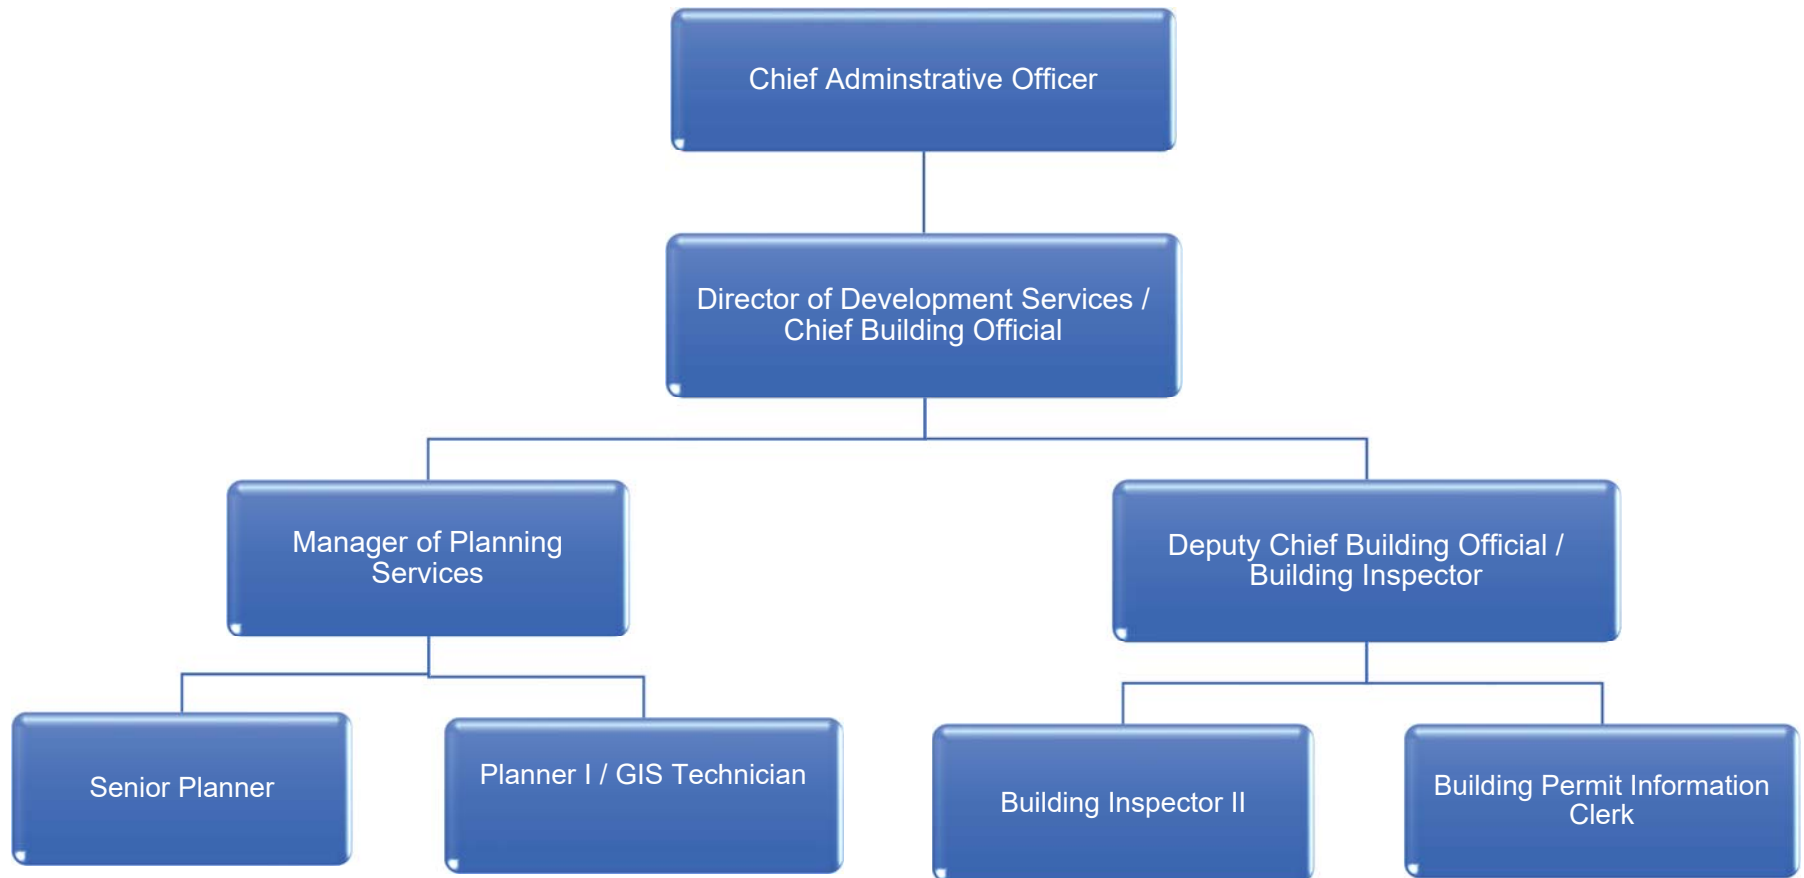 Chief Adminstrative Officer
Director of Development Services /
Chief Building Official
Manager of Planning
Services
Deputy Chief Building Official /
Building Inspector
Senior Planner
Planner I / GIS Technician
Building Inspector II
Building Permit Information
Clerk